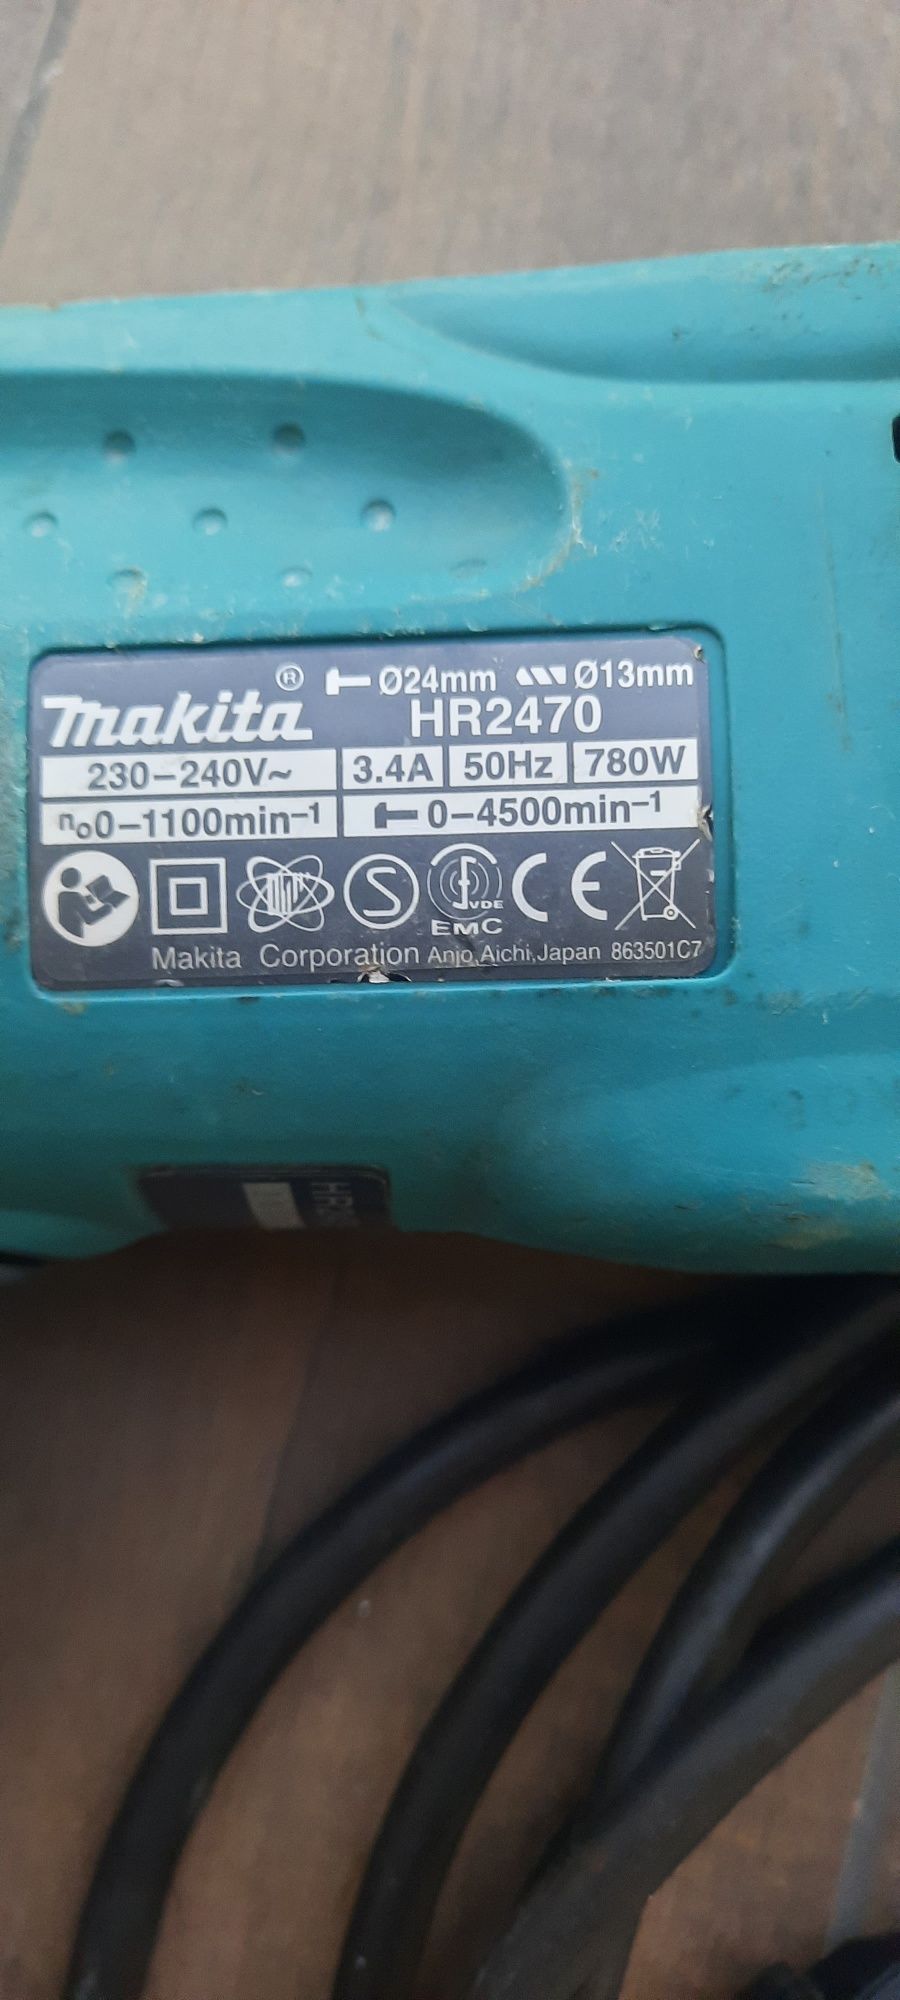 ® Ø24mm Ø13mm
makita HR2470
230–240V~ 3.4A 50Hz 780W
n₀0–1100min⁻¹ 0–4500min⁻¹
S VDE CE
EMC
Makita Corporation Anjo,Aichi,Japan 863501C7